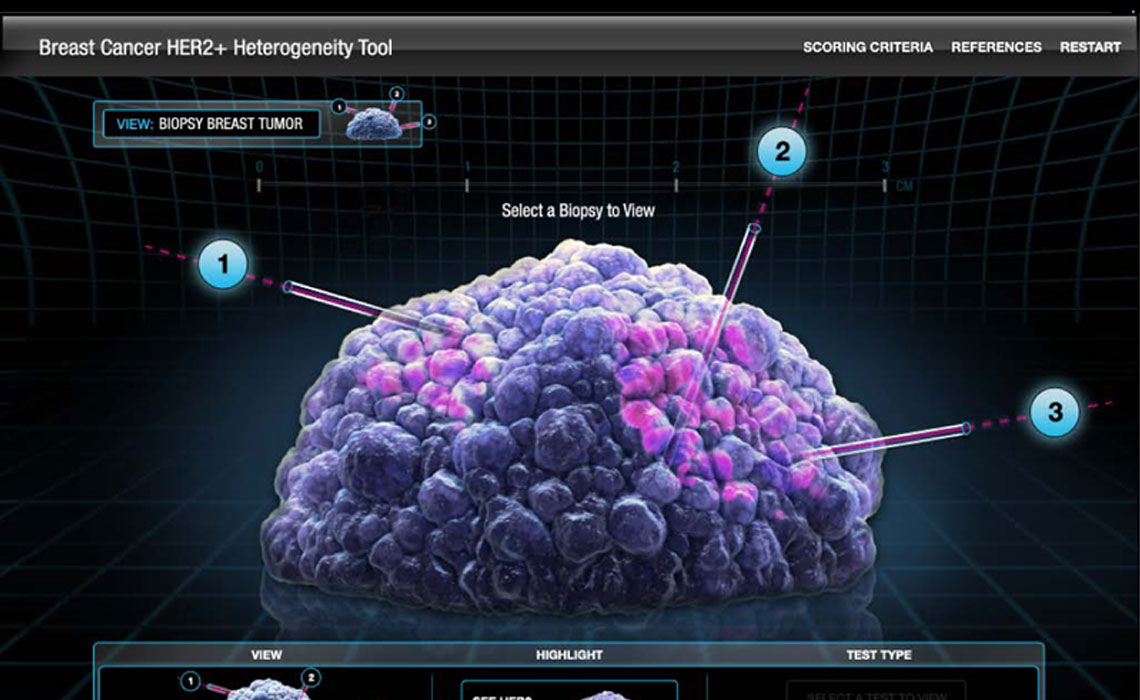 Breast Cancer HER2+ Heterogeneity Tool
SCORING CRITERIA REFERENCES RESTART
VIEW: BIOPSY BREAST TUMOR
1
2
3
0 1 2 3 CM
Select a Biopsy to View
1
2
3
VIEW HIGHLIGHT TEST TYPE
1
2
SEE HER2
SELECT A TEST TO VIEW